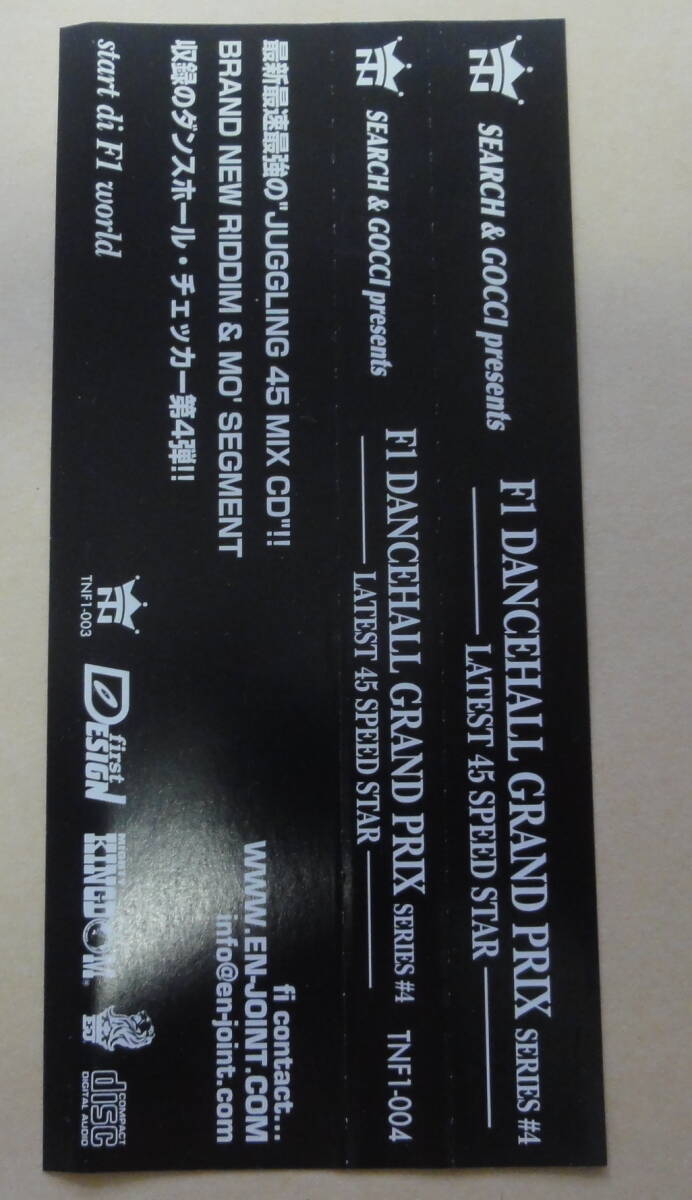 SEARCH & GOCCI presents
F1 DANCEHALL GRAND PRIX SERIES #4
LATEST 45 SPEED STAR
SEARCH & GOCCI presents
F1 DANCEHALL GRAND PRIX SERIES #4 TNF1-004
LATEST 45 SPEED STAR
最新最速最強の"JUGGLING 45 MIX CD"!!
BRAND NEW RIDDIM & MO' SEGMENT
収録のダンスホール・チェッカー第4弾!!
start di F1 world
fi contact...
WWW.EN-JOINT.COM
info@en-joint.com
TNF1-003
first
DESIGN
KINGDOM
COMPACT
disc
DIGITAL AUDIO